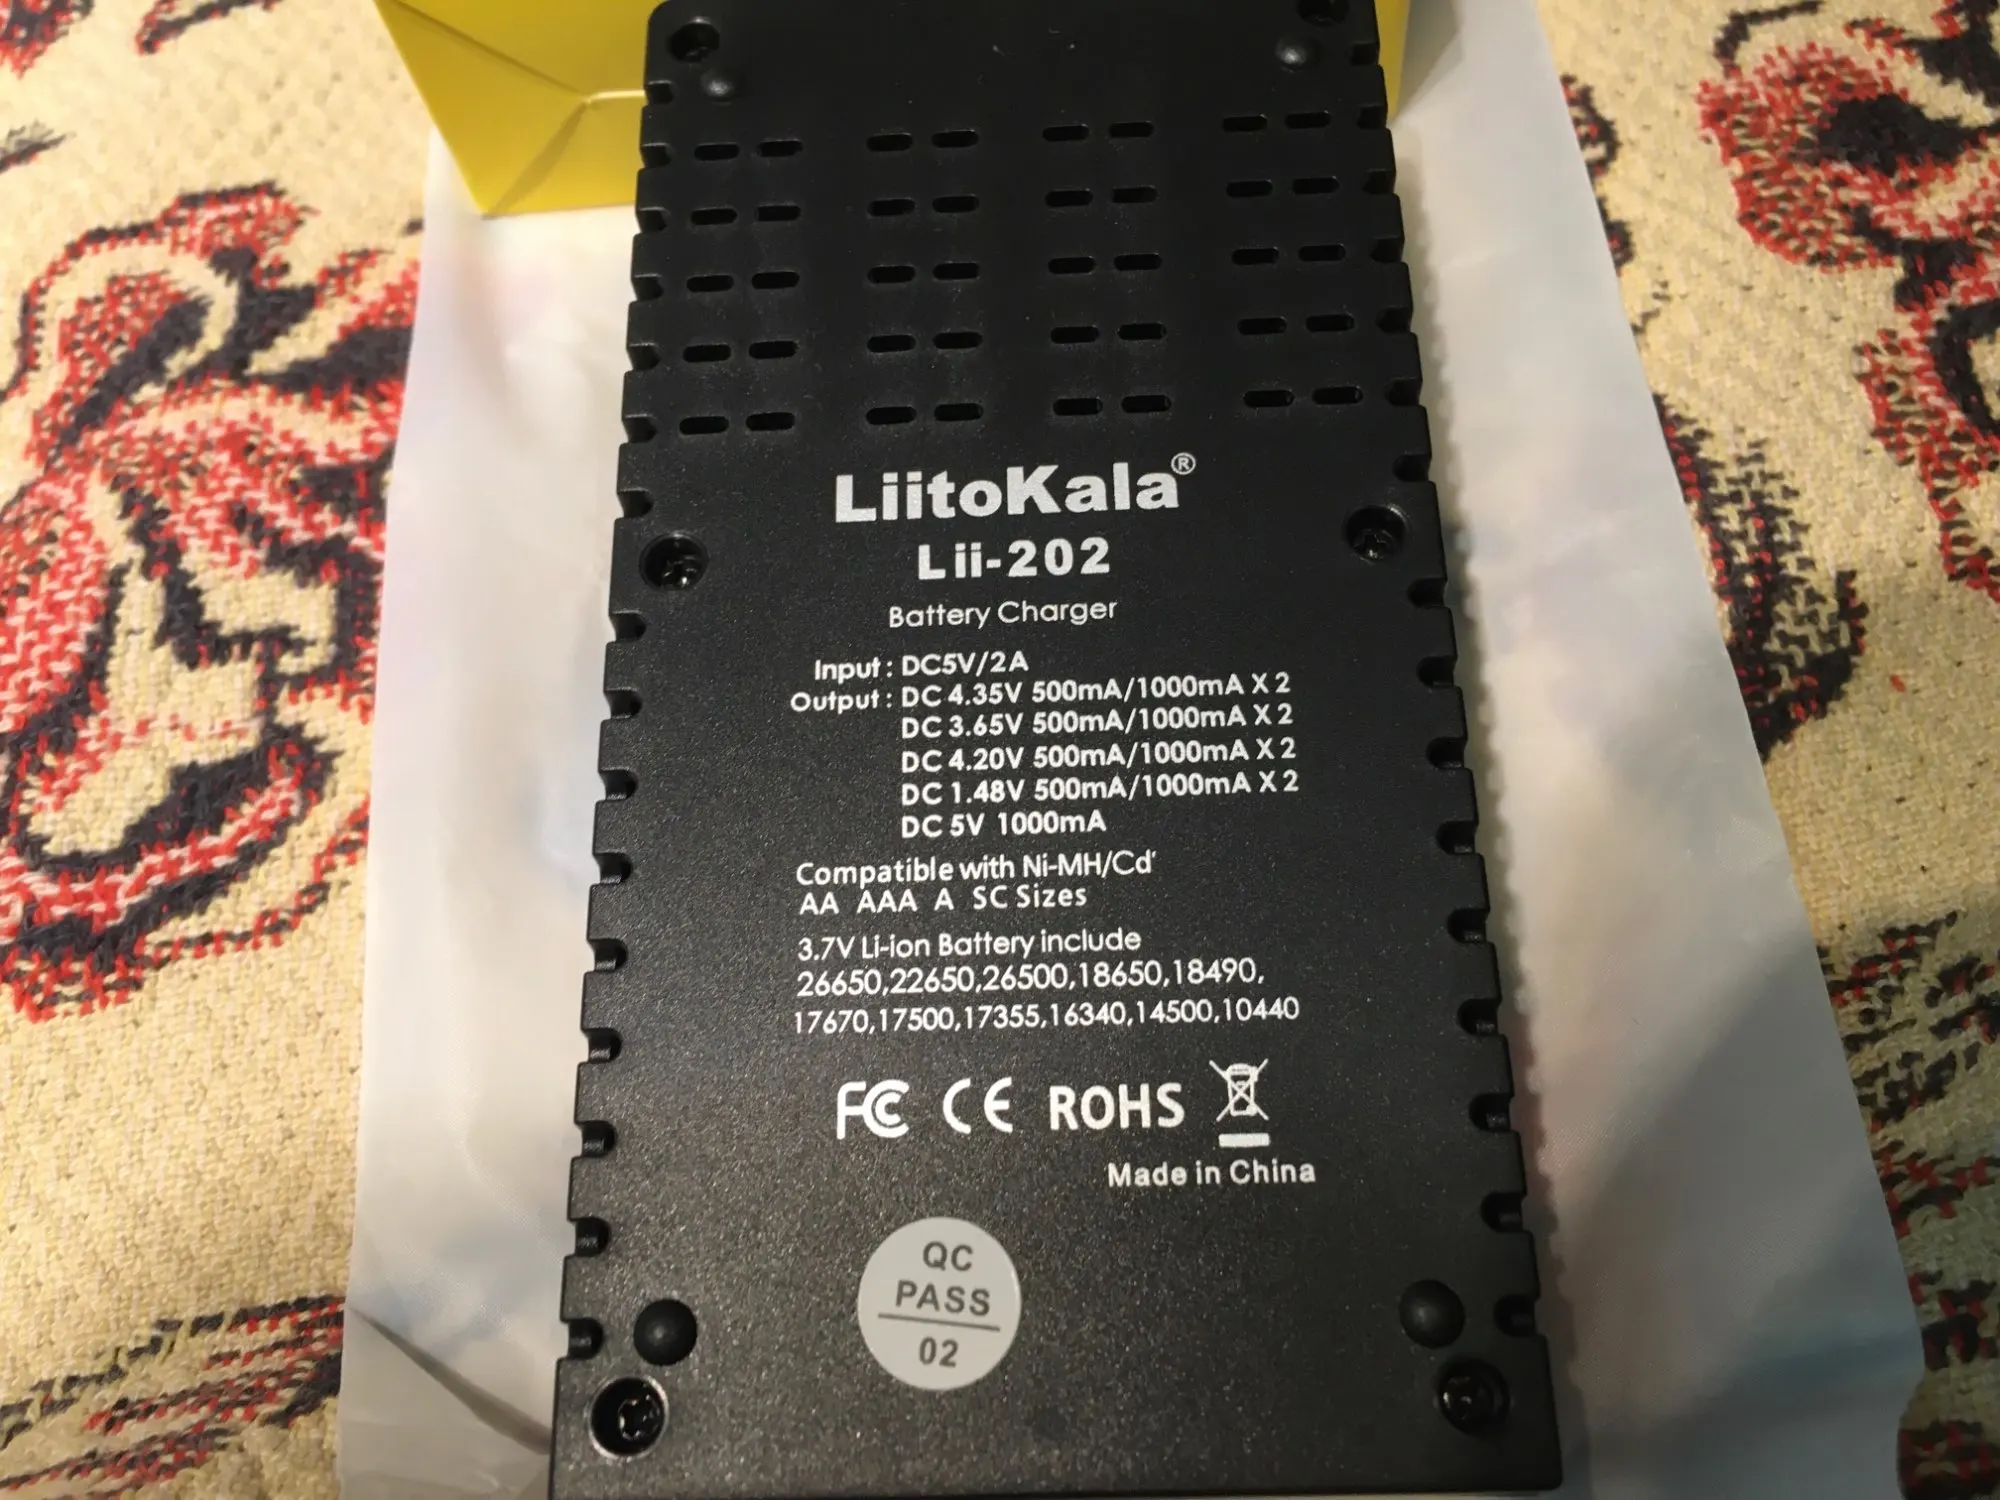 LiitoKala®
Lii-202
Battery Charger
Input: DC5V/2A
Output: DC 4.35V 500mA/1000mA X 2
DC 3.65V 500mA/1000mA X 2
DC 4.20V 500mA/1000mA X 2
DC 1.48V 500mA/1000mA X 2
DC 5V 1000mA
Compatible with Ni-MH/Cd'
AA AAA A SC Sizes
3.7V Li-ion Battery include
26650,22650,26500,18650,18490,
17670,17500,17355,16340,14500,10440
FC CE ROHS
Made in China
QC
PASS
02